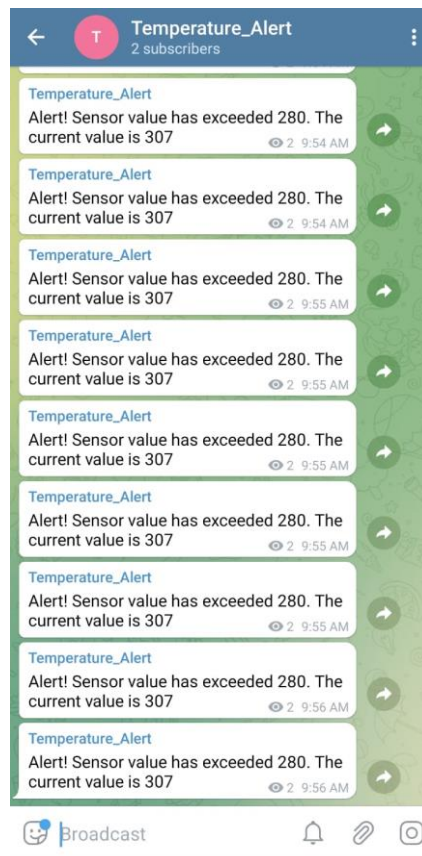 T
Temperature_Alert
2 subscribers
Temperature_Alert
Alert! Sensor value has exceeded 280. The
current value is 307
2 9:54 AM
Temperature_Alert
Alert! Sensor value has exceeded 280. The
current value is 307
2 9:54 AM
Temperature_Alert
Alert! Sensor value has exceeded 280. The
current value is 307
2 9:55 AM
Temperature_Alert
Alert! Sensor value has exceeded 280. The
current value is 307
2 9:55 AM
Temperature_Alert
Alert! Sensor value has exceeded 280. The
current value is 307
2 9:55 AM
Temperature_Alert
Alert! Sensor value has exceeded 280. The
current value is 307
2 9:55 AM
Temperature_Alert
Alert! Sensor value has exceeded 280. The
current value is 307
2 9:55 AM
Temperature_Alert
Alert! Sensor value has exceeded 280. The
current value is 307
2 9:56 AM
Temperature_Alert
Alert! Sensor value has exceeded 280. The
current value is 307
2 9:56 AM
Broadcast